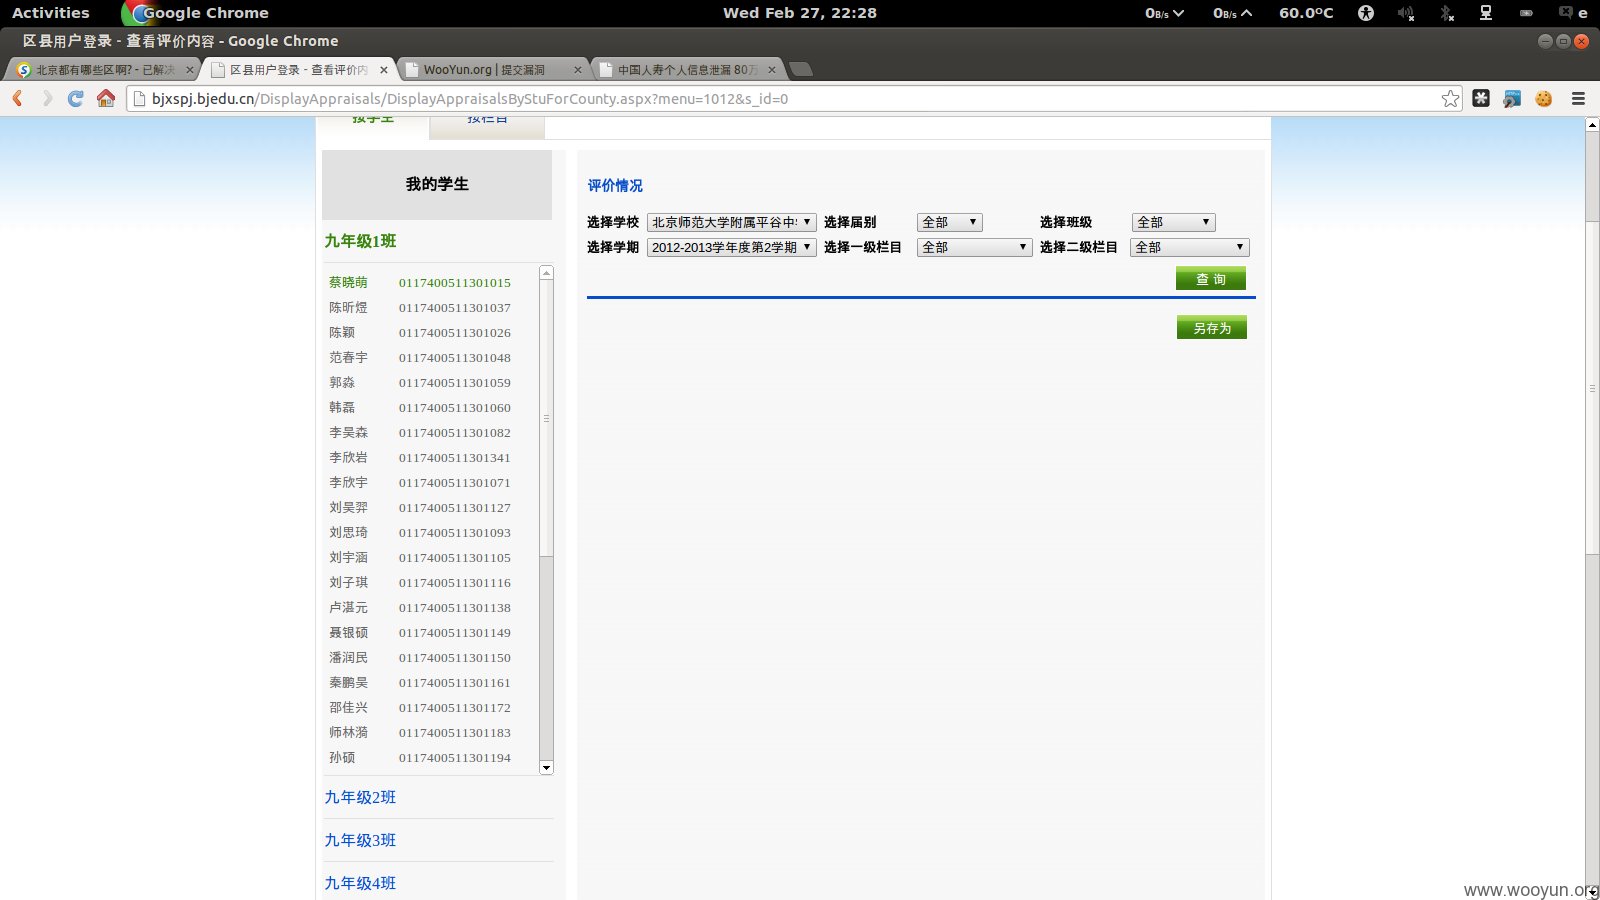 Activities Google Chrome Wed Feb 27, 22:28 0B/s 0B/s 60.0ºC e
区县用户登录 - 查看评价内容 - Google Chrome
北京都有哪些区啊? - 已解决 区县用户登录 - 查看评价内 WooYun.org | 提交漏洞 中国人寿个人信息泄漏 80万
bjxspj.bjedu.cn/DisplayAppraisals/DisplayAppraisalsByStuForCounty.aspx?menu=1012&s_id=0
按学生 按栏目
我的学生
九年级1班
蔡晓萌 0117400511301015
陈昕煜 0117400511301037
陈颖 0117400511301026
范春宇 0117400511301048
郭淼 0117400511301059
韩磊 0117400511301060
李昊森 0117400511301082
李欣岩 0117400511301341
李欣宇 0117400511301071
刘昊羿 0117400511301127
刘思琦 0117400511301093
刘宇涵 0117400511301105
刘子琪 0117400511301116
卢湛元 0117400511301138
聂银硕 0117400511301149
潘润民 0117400511301150
秦鹏昊 0117400511301161
邵佳兴 0117400511301172
师林漪 0117400511301183
孙硕 0117400511301194
九年级2班
九年级3班
九年级4班
评价情况
选择学校 北京师范大学附属平谷中 选择届别 全部 选择班级 全部
选择学期 2012-2013学年度第2学期 选择一级栏目 全部 选择二级栏目 全部
查 询
另存为
www.wooyun.org